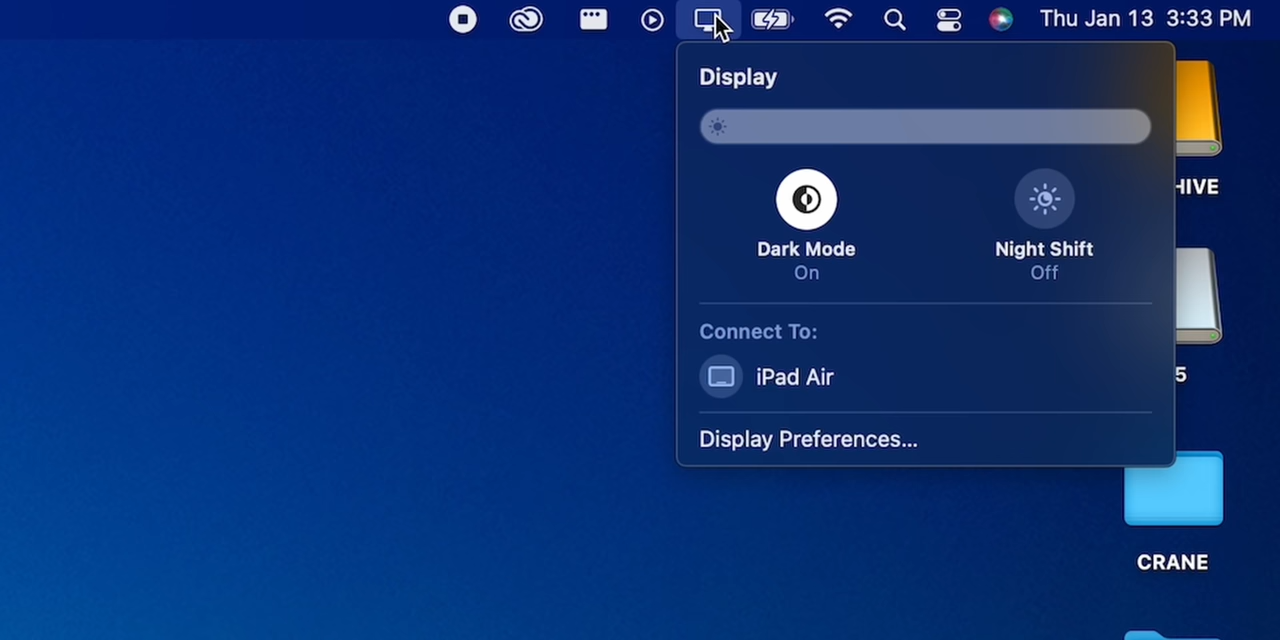 Thu Jan 13 3:33 PM
Display
Dark Mode
On
Night Shift
Off
Connect To:
iPad Air
Display Preferences...
HIVE
5
CRANE